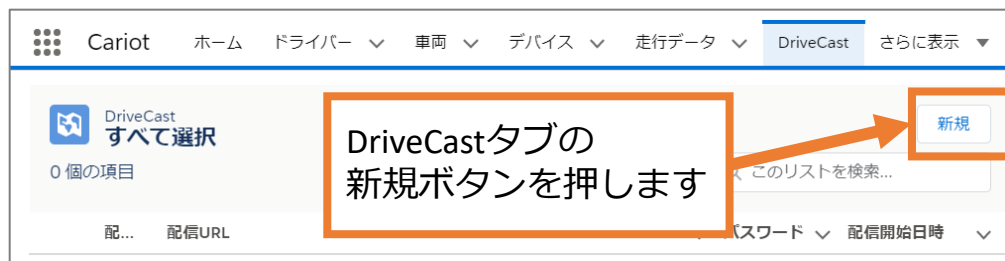 Cariot ホーム ドライバー 車両 デバイス 走行データ DriveCast さらに表示
DriveCast
すべて選択
新規
0 個の項目
DriveCastタブの
新規ボタンを押します
このリストを検索...
配... 配信URL パスワード 配信開始日時